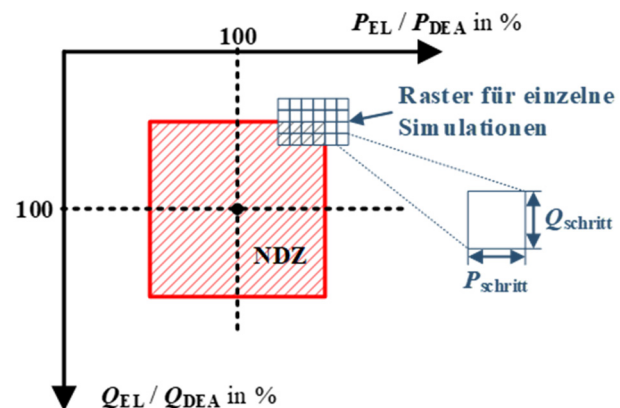 P_EL / P_DEA in %
100
Raster für einzelne
Simulationen
100
Q_schritt
NDZ
P_schritt
Q_EL / Q_DEA in %